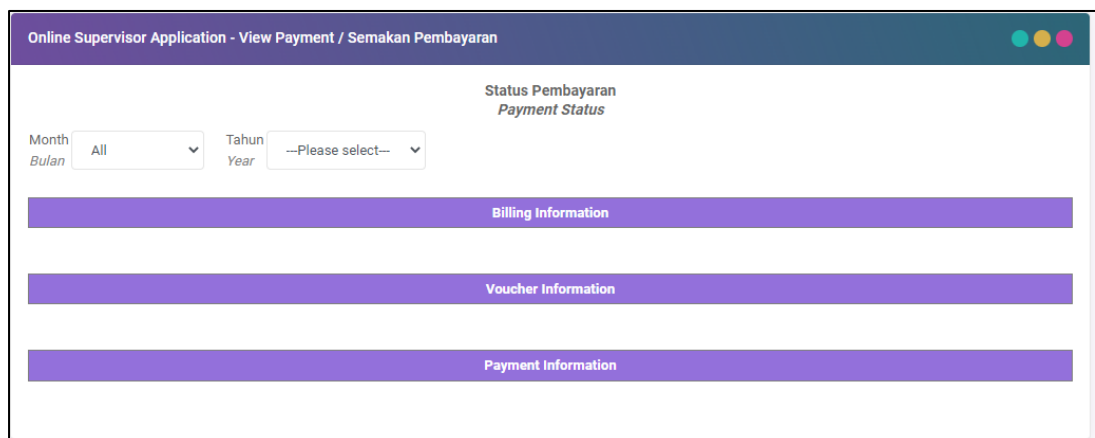 Online Supervisor Application - View Payment / Semakan Pembayaran
Status Pembayaran
Payment Status
Month
Bulan
All
Tahun
Year
---Please select---
Billing Information
Voucher Information
Payment Information